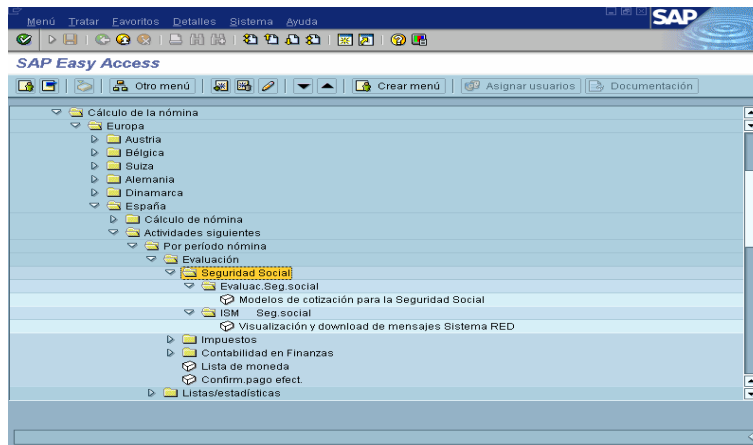 Menú Tratar Favoritos Detalles Sistema Ayuda
SAP
SAP Easy Access
Otro menú Crear menú Asignar usuarios Documentación
Cálculo de la nómina
Europa
Austria
Bélgica
Suiza
Alemania
Dinamarca
España
Cálculo de nómina
Actividades siguientes
Por período nómina
Evaluación
Seguridad Social
Evaluac.Seg.social
Modelos de cotización para la Seguridad Social
ISM Seg.social
Visualización y download de mensajes Sistema RED
Impuestos
Contabilidad en Finanzas
Lista de moneda
Confirm.pago efect.
Listas/estadísticas